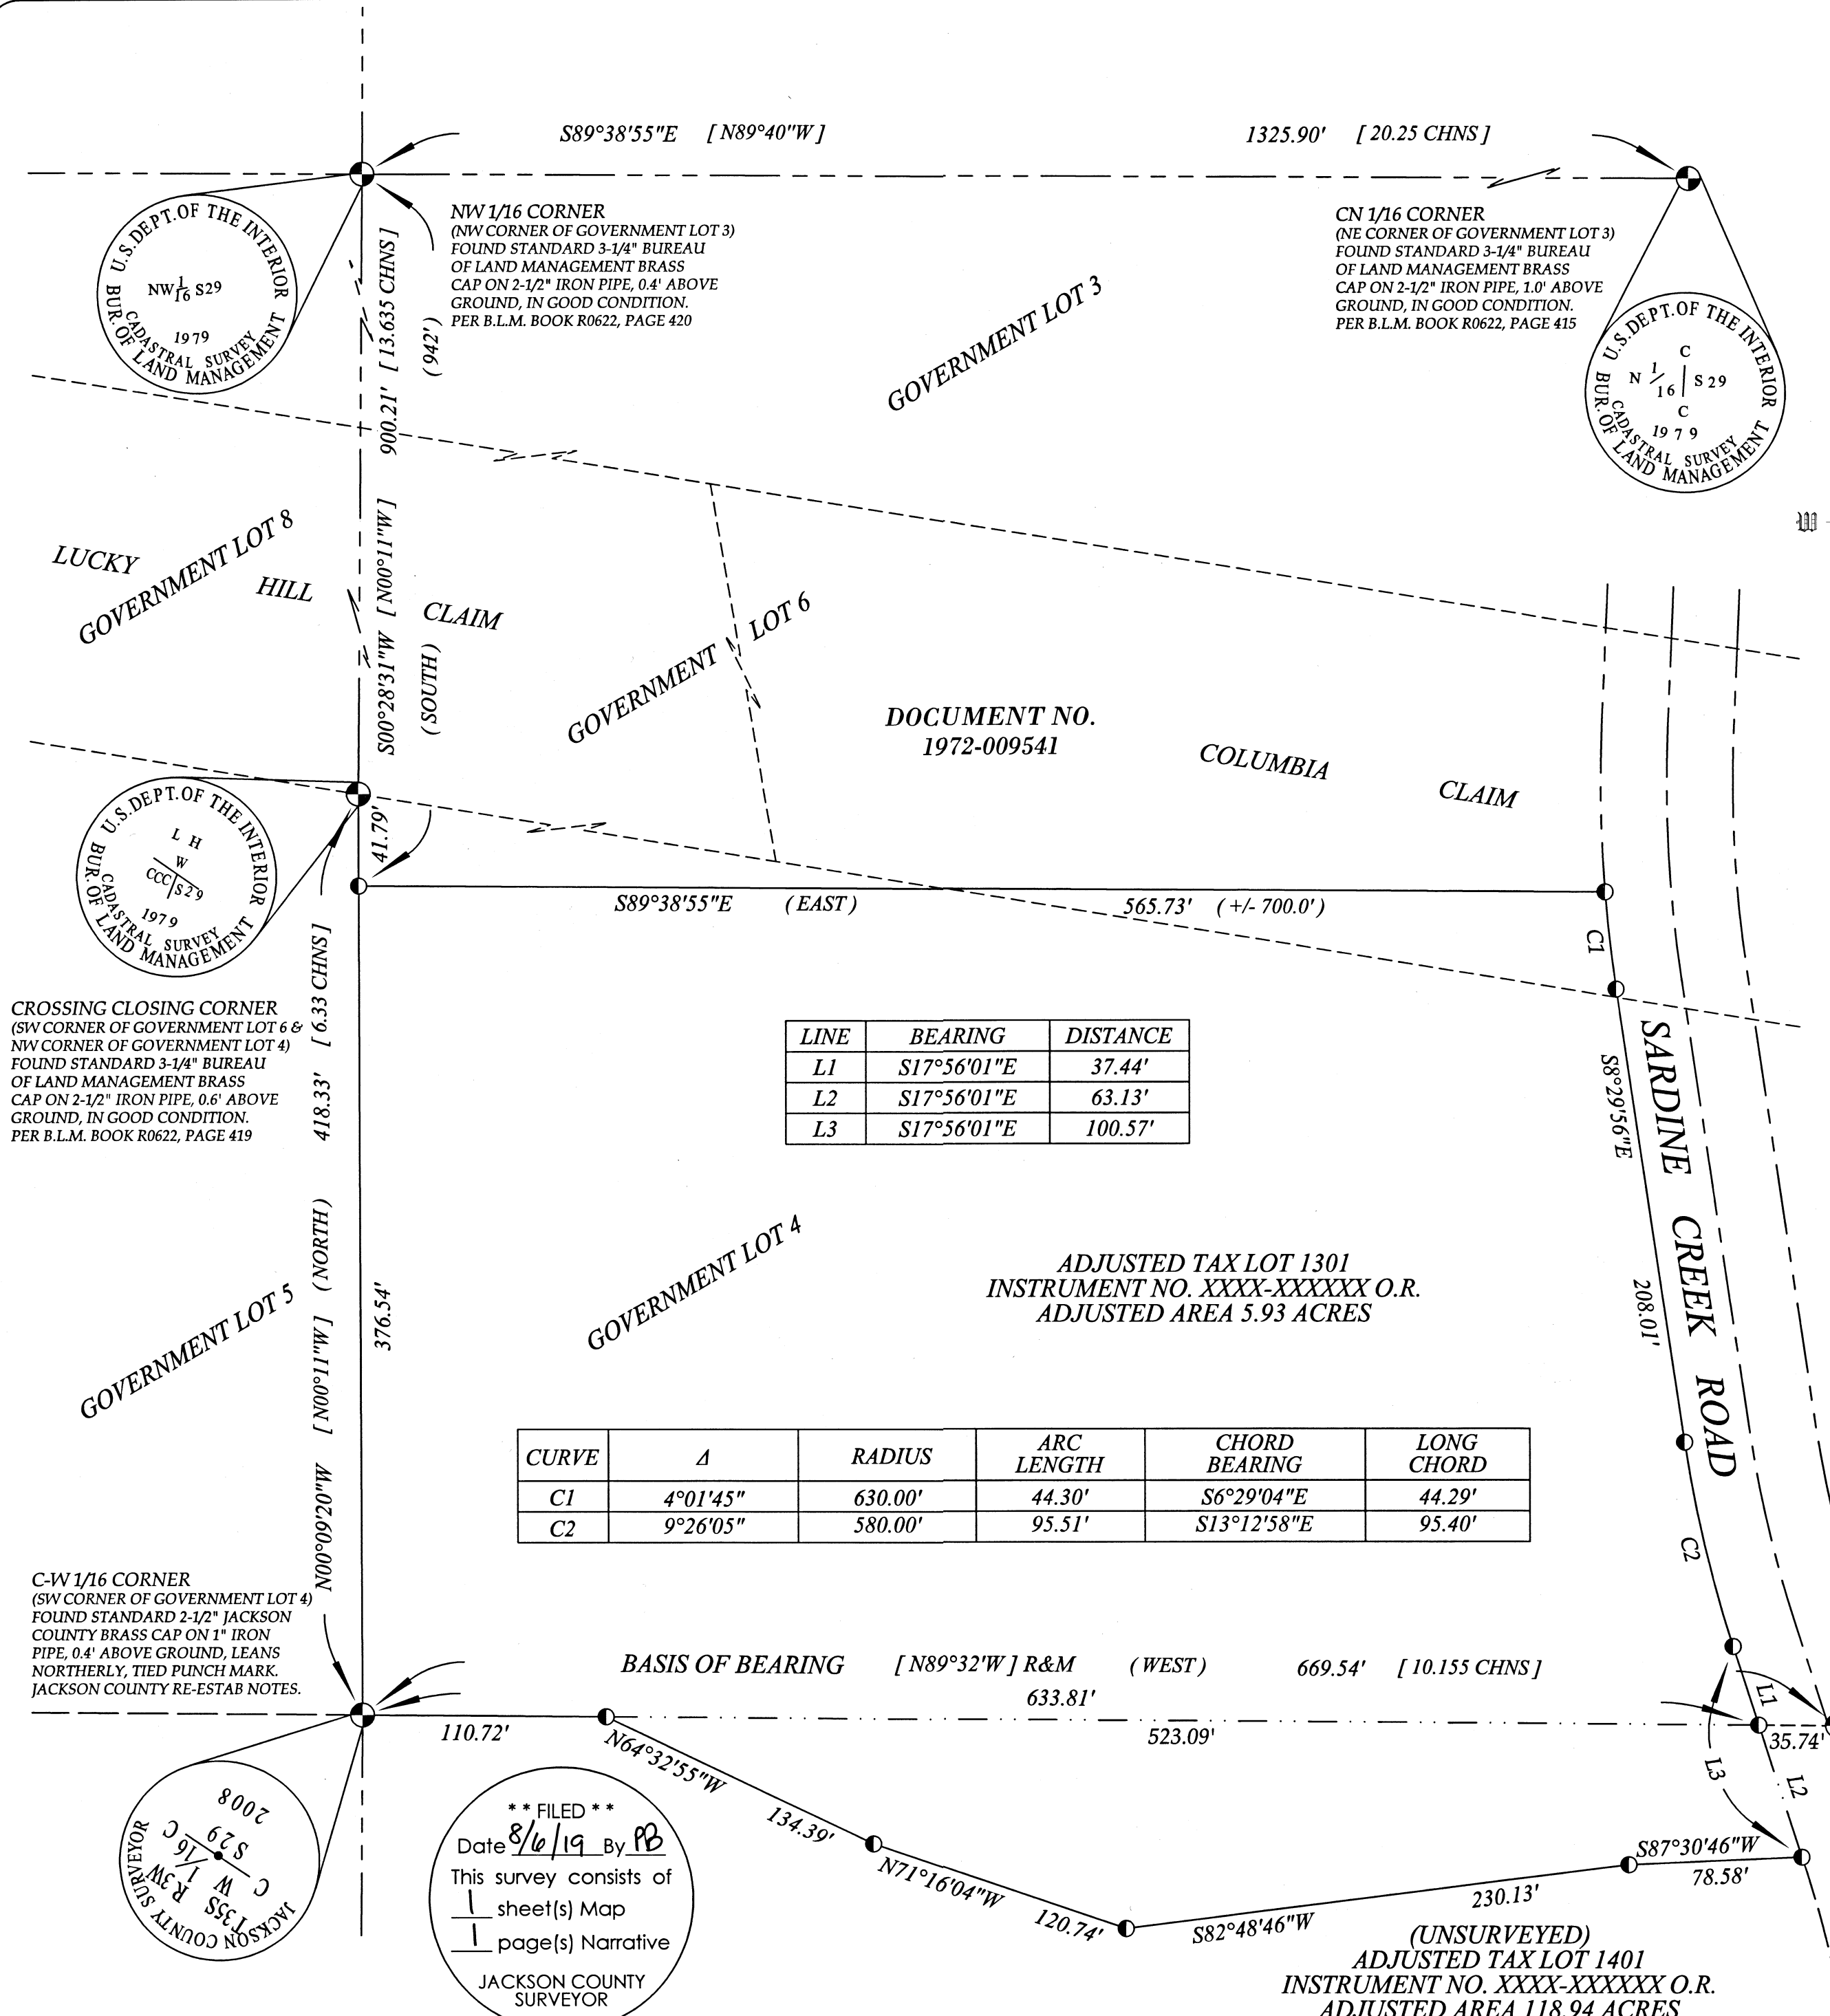 S89°38'55"E [ N89°40"W ] 1325.90' [ 20.25 CHNS ]
NW 1/16 CORNER
(NW CORNER OF GOVERNMENT LOT 3)
FOUND STANDARD 3-1/4" BUREAU
OF LAND MANAGEMENT BRASS
CAP ON 2-1/2" IRON PIPE, 0.4' ABOVE
GROUND, IN GOOD CONDITION.
PER B.L.M. BOOK R0622, PAGE 420
CN 1/16 CORNER
(NE CORNER OF GOVERNMENT LOT 3)
FOUND STANDARD 3-1/4" BUREAU
OF LAND MANAGEMENT BRASS
CAP ON 2-1/2" IRON PIPE, 1.0' ABOVE
GROUND, IN GOOD CONDITION.
PER B.L.M. BOOK R0622, PAGE 415
U.S.DEPT.OF THE INTERIOR
NW 1/16 S29
1979
CADASTRAL SURVEY
BUR.OF LAND MANAGEMENT
U.S.DEPT.OF THE INTERIOR
C
N 1/16 S29
C
1979
CADASTRAL SURVEY
BUR.OF LAND MANAGEMENT
S00°28'31"W [ N00°11"W ] 900.21' [ 13.635 CHNS ]
(SOUTH) (942')
GOVERNMENT LOT 3
GOVERNMENT LOT 8
LUCKY HILL CLAIM
GOVERNMENT LOT 6
W
DOCUMENT NO.
1972-009541
COLUMBIA CLAIM
41.79'
U.S.DEPT.OF THE INTERIOR
L H
W
CCC S29
1979
CADASTRAL SURVEY
BUR.OF LAND MANAGEMENT
S89°38'55"E (EAST) 565.73' (+/- 700.0')
C1
CROSSING CLOSING CORNER
(SW CORNER OF GOVERNMENT LOT 6 &
NW CORNER OF GOVERNMENT LOT 4)
FOUND STANDARD 3-1/4" BUREAU
OF LAND MANAGEMENT BRASS
CAP ON 2-1/2" IRON PIPE, 0.6' ABOVE
GROUND, IN GOOD CONDITION.
PER B.L.M. BOOK R0622, PAGE 419
N00°09'20"W [ N00°11"W ] (NORTH) 418.33' [ 6.33 CHNS ]
376.54'
LINE BEARING DISTANCE
L1 S17°56'01"E 37.44'
L2 S17°56'01"E 63.13'
L3 S17°56'01"E 100.57'
S8°29'56"E 208.01'
SARDINE CREEK ROAD
GOVERNMENT LOT 5
GOVERNMENT LOT 4
ADJUSTED TAX LOT 1301
INSTRUMENT NO. XXXX-XXXXXX O.R.
ADJUSTED AREA 5.93 ACRES
CURVE Δ RADIUS ARC LENGTH CHORD BEARING LONG CHORD
C1 4°01'45" 630.00' 44.30' S6°29'04"E 44.29'
C2 9°26'05" 580.00' 95.51' S13°12'58"E 95.40'
C2
C-W 1/16 CORNER
(SW CORNER OF GOVERNMENT LOT 4)
FOUND STANDARD 2-1/2" JACKSON
COUNTY BRASS CAP ON 1" IRON
PIPE, 0.4' ABOVE GROUND, LEANS
NORTHERLY, TIED PUNCH MARK.
JACKSON COUNTY RE-ESTAB NOTES.
BASIS OF BEARING [ N89°32'W ] R&M (WEST) 669.54' [ 10.155 CHNS ]
633.81'
110.72' 523.09' 35.74'
L1
L2
L3
N64°32'55"W 134.39'
N71°16'04"W 120.74'
S82°48'46"W 230.13'
S87°30'46"W
78.58'
JACKSON COUNTY SURVEYOR
T35S R3W
C W 1/16 C
S29
2008
** FILED **
Date 8/6/19 By PB
This survey consists of
1 sheet(s) Map
1 page(s) Narrative
JACKSON COUNTY
SURVEYOR
(UNSURVEYED)
ADJUSTED TAX LOT 1401
INSTRUMENT NO. XXXX-XXXXXX O.R.
ADJUSTED AREA 118.94 ACRES